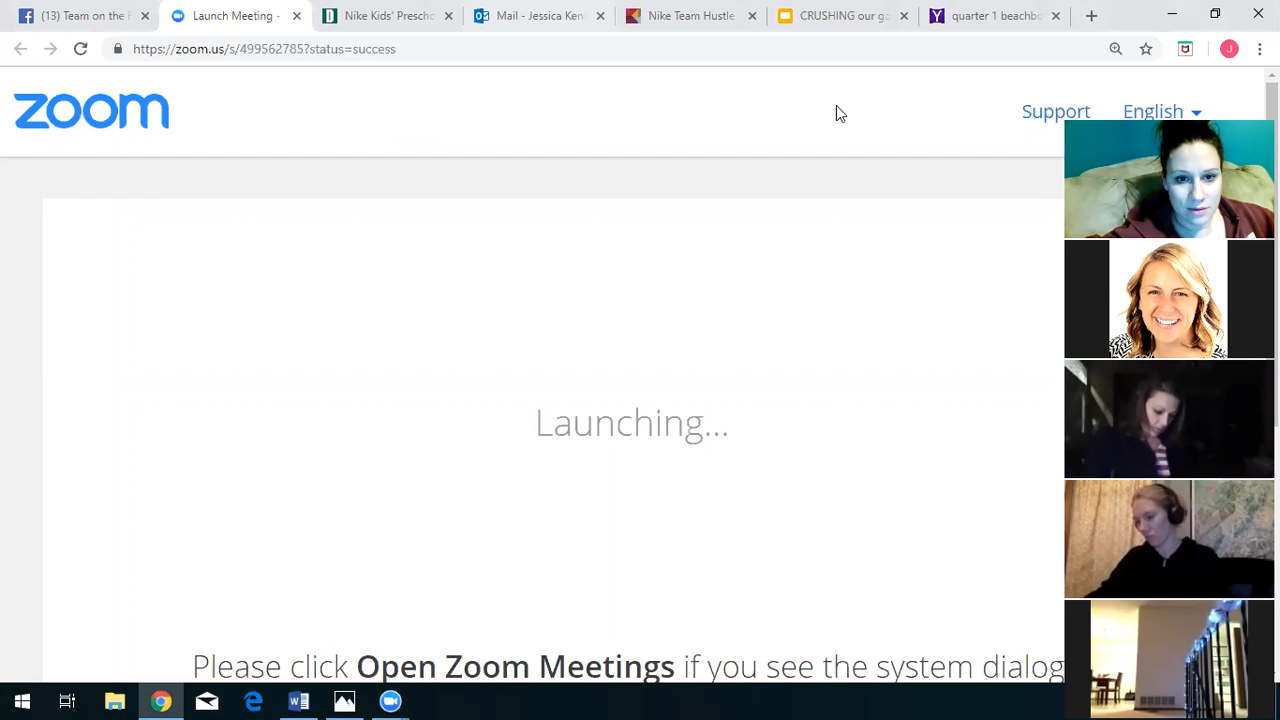 (13) Team on the F
Launch Meeting -
Nike Kids' Prescho
Mail - Jessica Ken
Nike Team Hustle
CRUSHING our ga
quarter 1 beachbo
https://zoom.us/s/499562785?status=success
J
zoom
Support
English
Launching...
Please click Open Zoom Meetings if you see the system dialog